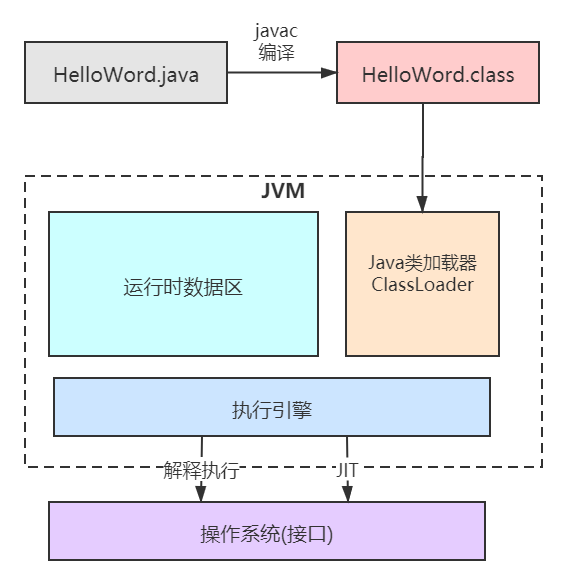 javac
编译
HelloWord.java
HelloWord.class
JVM
运行时数据区
Java类加载器
ClassLoader
执行引擎
解释执行
JIT
操作系统(接口)